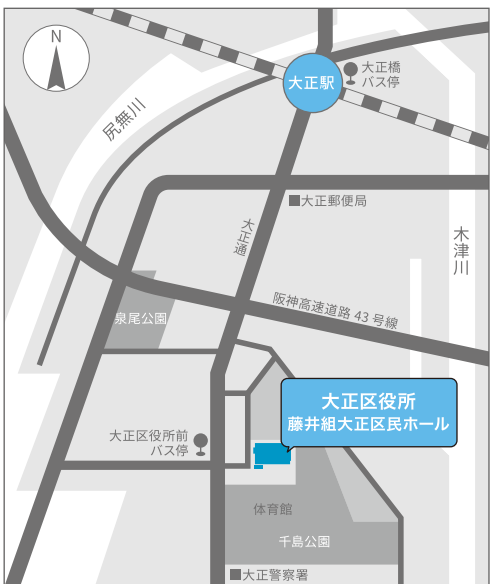 N
大正駅
大正橋
バス停
尻無川
■大正郵便局
大正通
木津川
阪神高速道路 43 号線
泉尾公園
大正区役所
藤井組大正区民ホール
大正区役所前
バス停
体育館
千島公園
■大正警察署